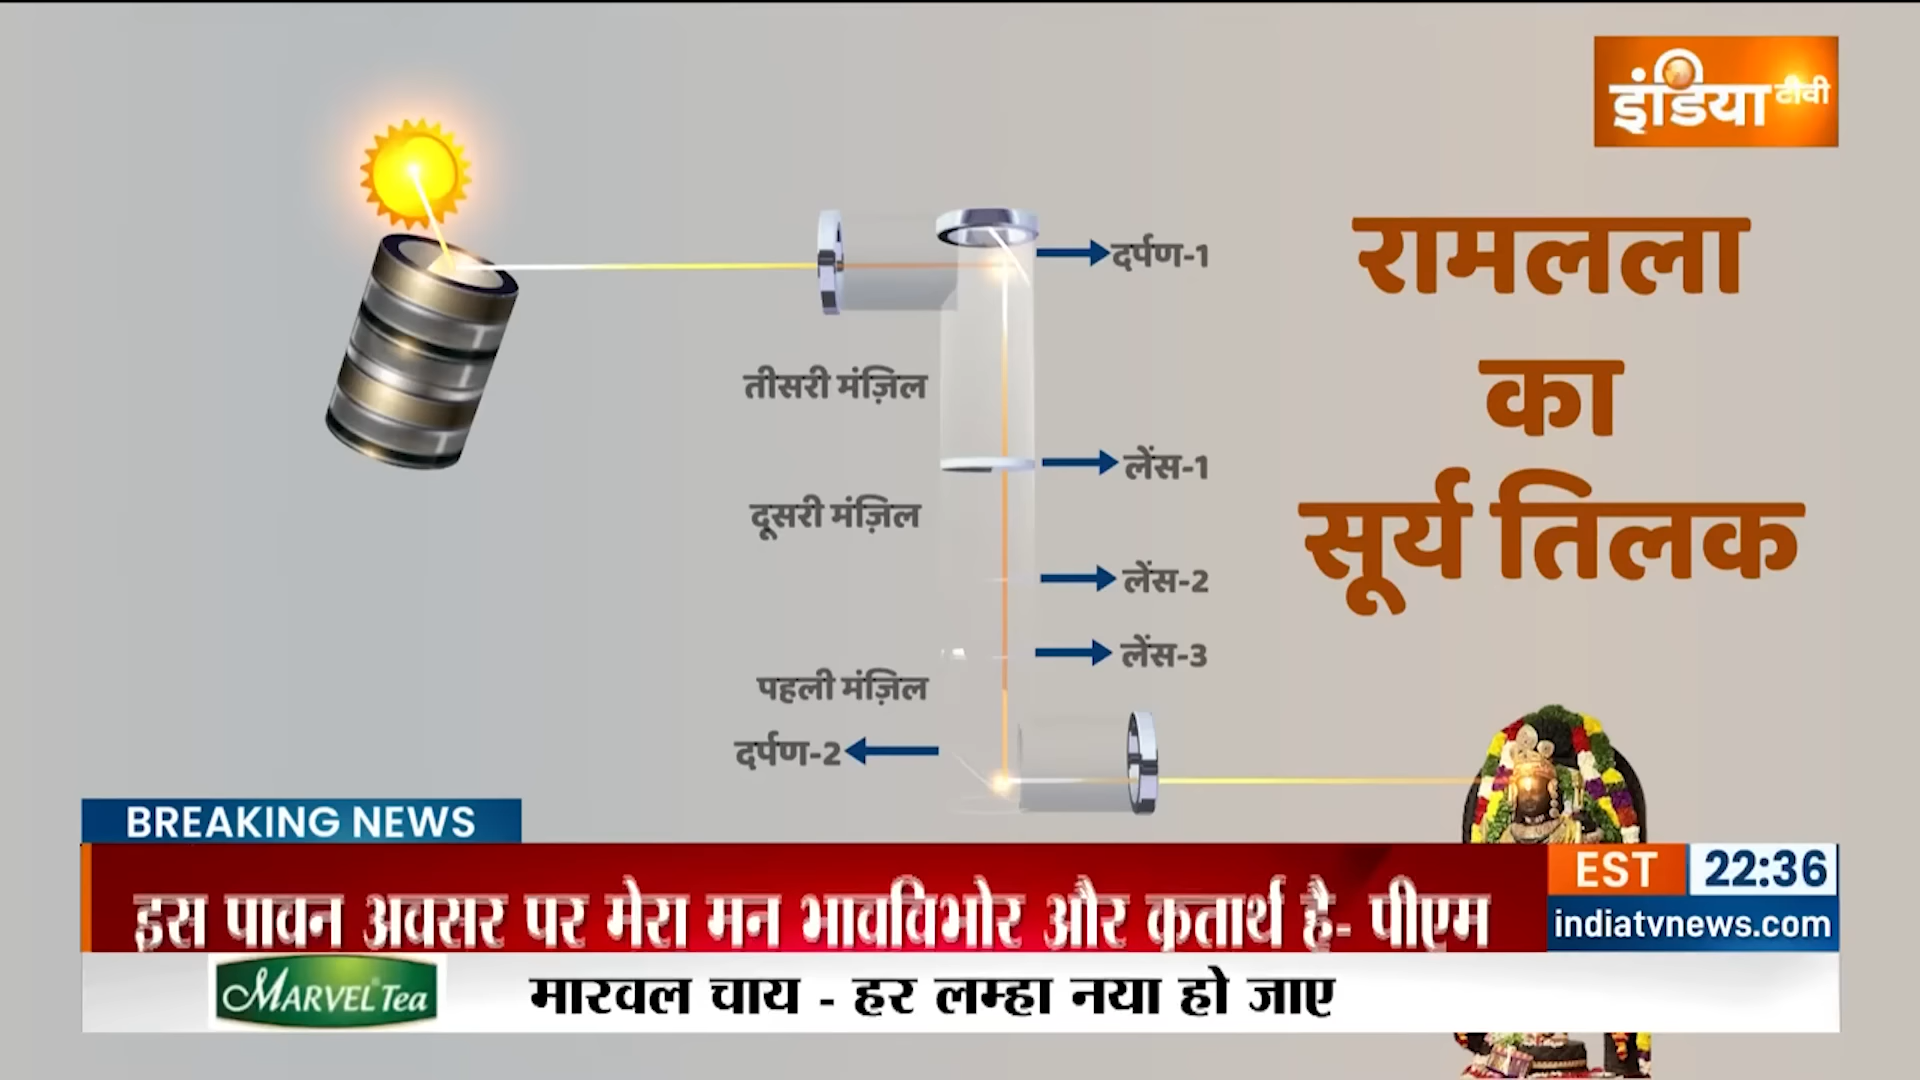 इंडिया टीवी
रामलला
का
सूर्य तिलक
दर्पण-1
तीसरी मंज़िल
लेंस-1
दूसरी मंज़िल
लेंस-2
लेंस-3
पहली मंज़िल
दर्पण-2
BREAKING NEWS
इस पावन अवसर पर मेरा मन भावविभोर और कृतार्थ है- पीएम
EST 22:36
indiatvnews.com
MARVEL Tea
मारवल चाय - हर लम्हा नया हो जाए